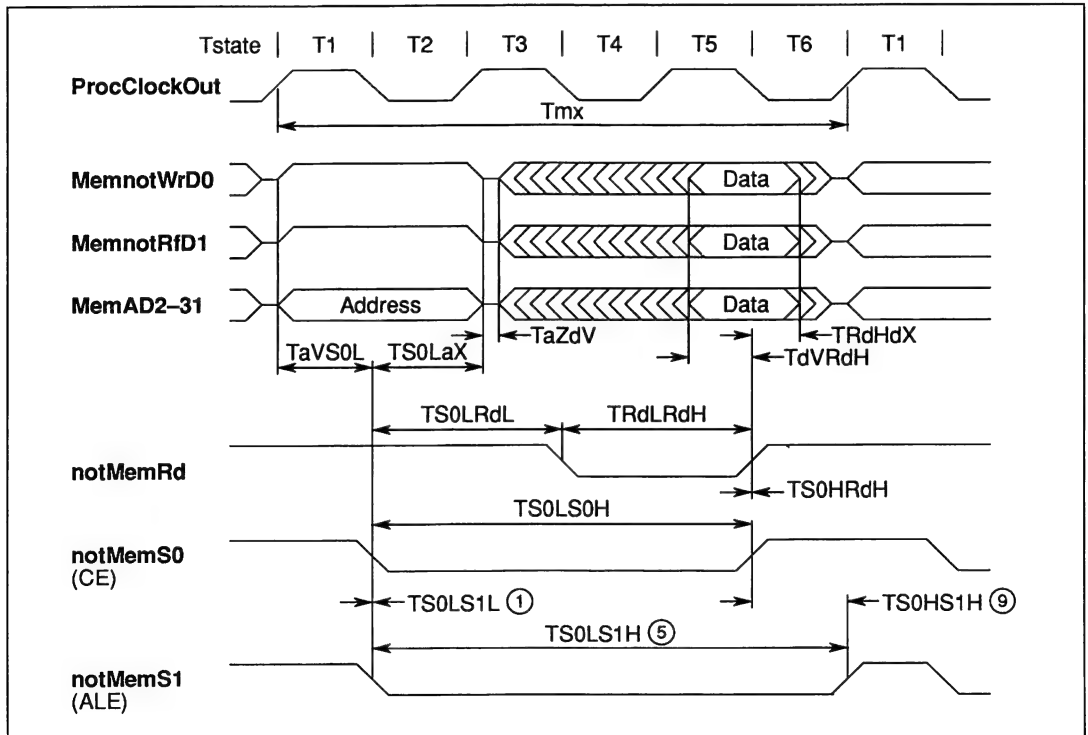 Tstate | T1 | T2 | T3 | T4 | T5 | T6 | T1 |
ProcClockOut
Tmx
MemnotWrD0
Data
MemnotRfD1
Data
MemAD2–31
Address
Data
TaZdV
TRdHdX
TaVS0L
TS0LaX
TdVRdH
TS0LRdL
TRdLRdH
notMemRd
TS0HRdH
TS0LS0H
notMemS0
(CE)
TS0LS1L ①
TS0HS1H ⑨
TS0LS1H ⑤
notMemS1
(ALE)